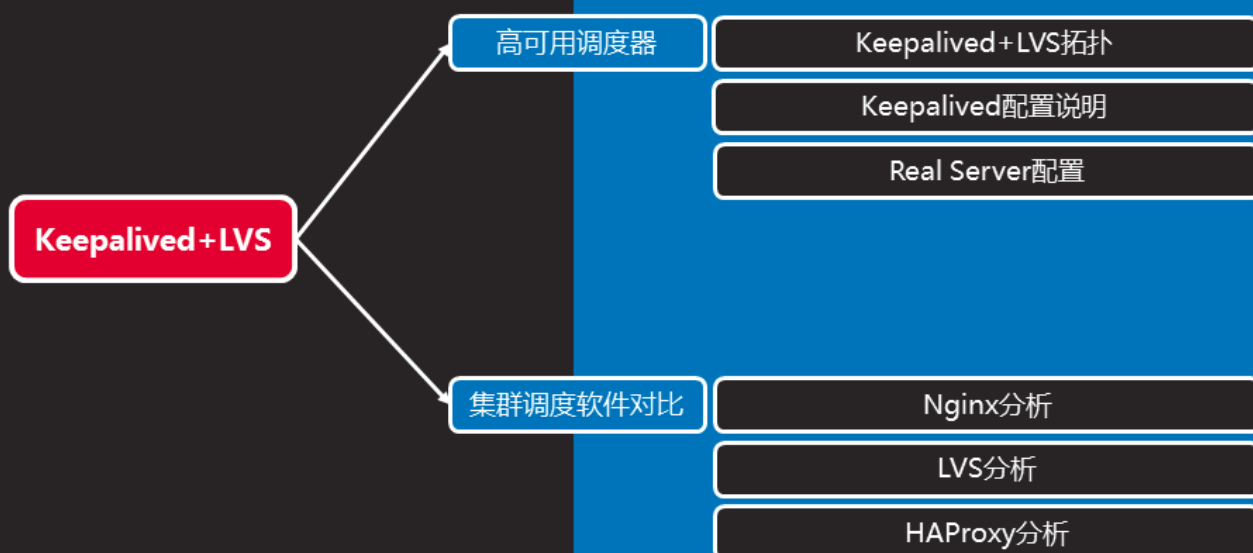 高可用调度器
Keepalived+LVS拓扑
Keepalived配置说明
Real Server配置
Keepalived+LVS
集群调度软件对比
Nginx分析
LVS分析
HAProxy分析